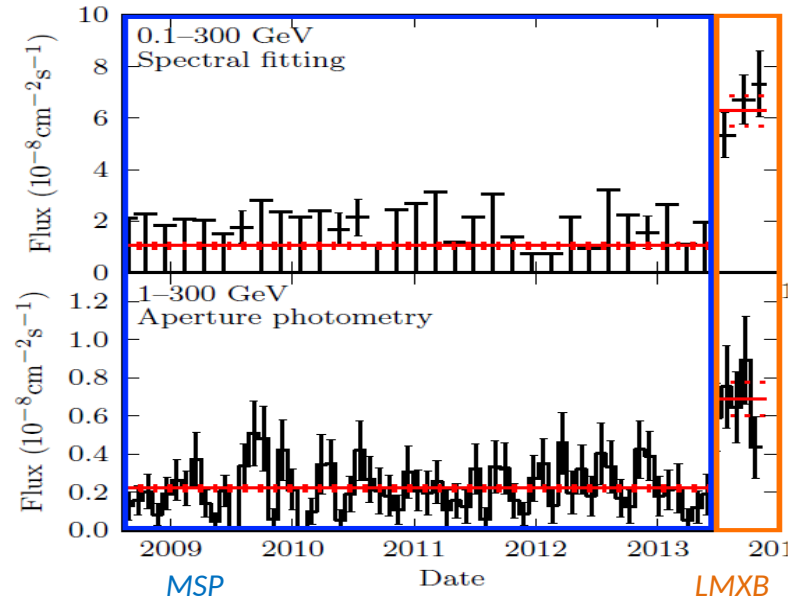 0.1–300 GeV
Spectral fitting
Flux (10⁻⁸cm⁻²s⁻¹)
10
8
6
4
2
0
1–300 GeV
Aperture photometry
Flux (10⁻⁸cm⁻²s⁻¹)
1.2
1.0
0.8
0.6
0.4
0.2
0.0
1
2009 2010 2011 2012 2013 201
Date
MSP LMXB